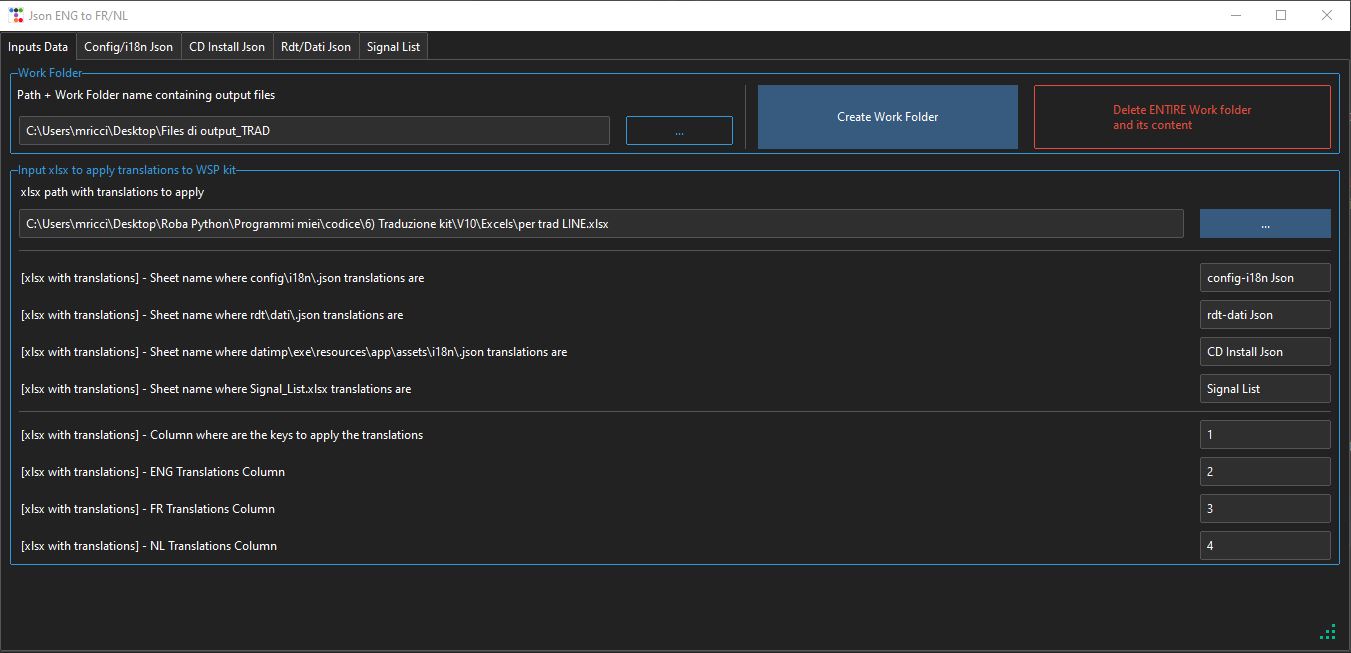 Json ENG to FR/NL
Inputs Data
Config/i18n Json
CD Install Json
Rdt/Dati Json
Signal List
Work Folder
Path + Work Folder name containing output files
C:\Users\mricci\Desktop\Files di output_TRAD
...
Create Work Folder
Delete ENTIRE Work folder
and its content
Input xlsx to apply translations to WSP kit
xlsx path with translations to apply
C:\Users\mricci\Desktop\Roba Python\Programmi miei\codice\6) Traduzione kit\V10\Excels\per trad LINE.xlsx
...
[xlsx with translations] - Sheet name where config\i18n\.json translations are
config-i18n Json
[xlsx with translations] - Sheet name where rdt\dati\.json translations are
rdt-dati Json
[xlsx with translations] - Sheet name where datimp\exe\resources\app\assets\i18n\.json translations are
CD Install Json
[xlsx with translations] - Sheet name where Signal_List.xlsx translations are
Signal List
[xlsx with translations] - Column where are the keys to apply the translations
1
[xlsx with translations] - ENG Translations Column
2
[xlsx with translations] - FR Translations Column
3
[xlsx with translations] - NL Translations Column
4